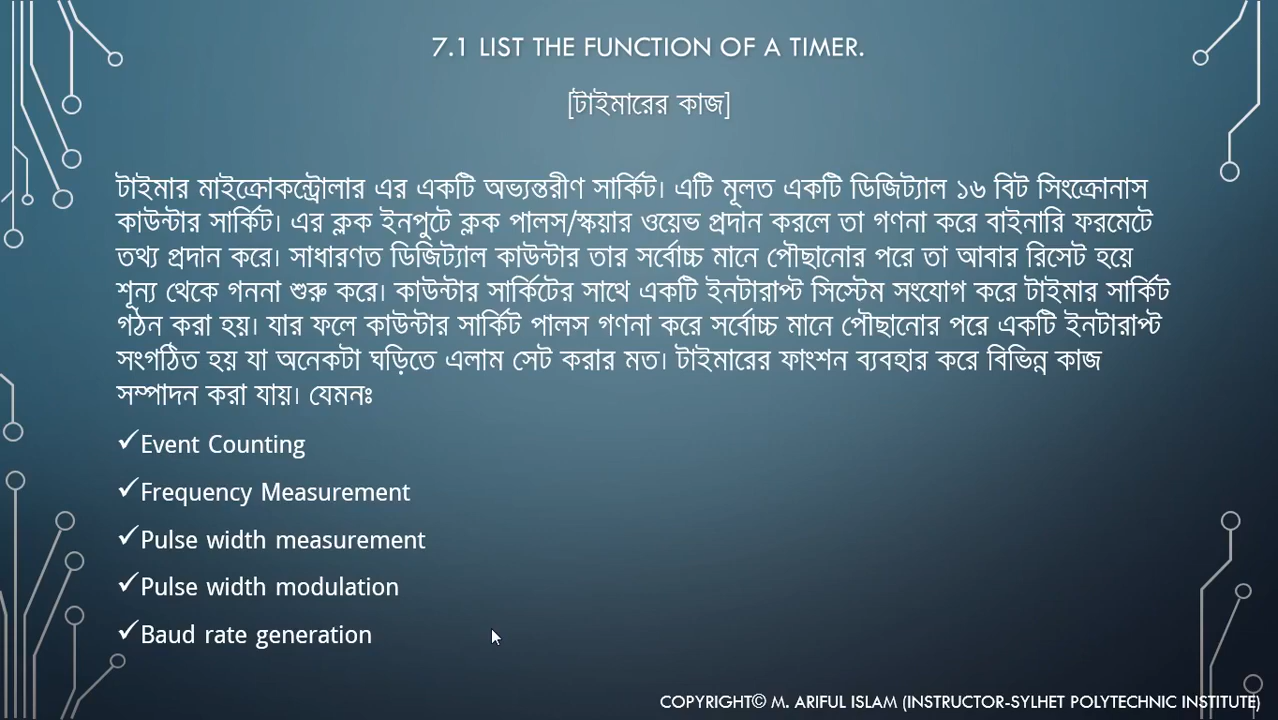 7.1 LIST THE FUNCTION OF A TIMER.
[টাইমারের কাজ]
টাইমার মাইক্রোকন্ট্রোলার এর একটি অভ্যন্তরীণ সার্কিট। এটি মূলত একটি ডিজিট্যাল ১৬ বিট সিংক্রোনাস
কাউন্টার সার্কিট। এর ক্লক ইনপুটে ক্লক পালস/স্কয়ার ওয়েভ প্রদান করলে তা গণনা করে বাইনারি ফরমেটে
তথ্য প্রদান করে। সাধারণত ডিজিট্যাল কাউন্টার তার সর্বোচ্চ মানে পৌছানোর পরে তা আবার রিসেট হয়ে
শূন্য থেকে গননা শুরু করে। কাউন্টার সার্কিটের সাথে একটি ইনটারাপ্ট সিস্টেম সংযোগ করে টাইমার সার্কিট
গঠন করা হয়। যার ফলে কাউন্টার সার্কিট পালস গণনা করে সর্বোচ্চ মানে পৌছানোর পরে একটি ইনটারাপ্ট
সংগঠিত হয় যা অনেকটা ঘড়িতে এলাম সেট করার মত। টাইমারের ফাংশন ব্যবহার করে বিভিন্ন কাজ
সম্পাদন করা যায়। যেমনঃ
✓Event Counting
✓Frequency Measurement
✓Pulse width measurement
✓Pulse width modulation
✓Baud rate generation
COPYRIGHT© M. ARIFUL ISLAM (INSTRUCTOR-SYLHET POLYTECHNIC INSTITUTE)